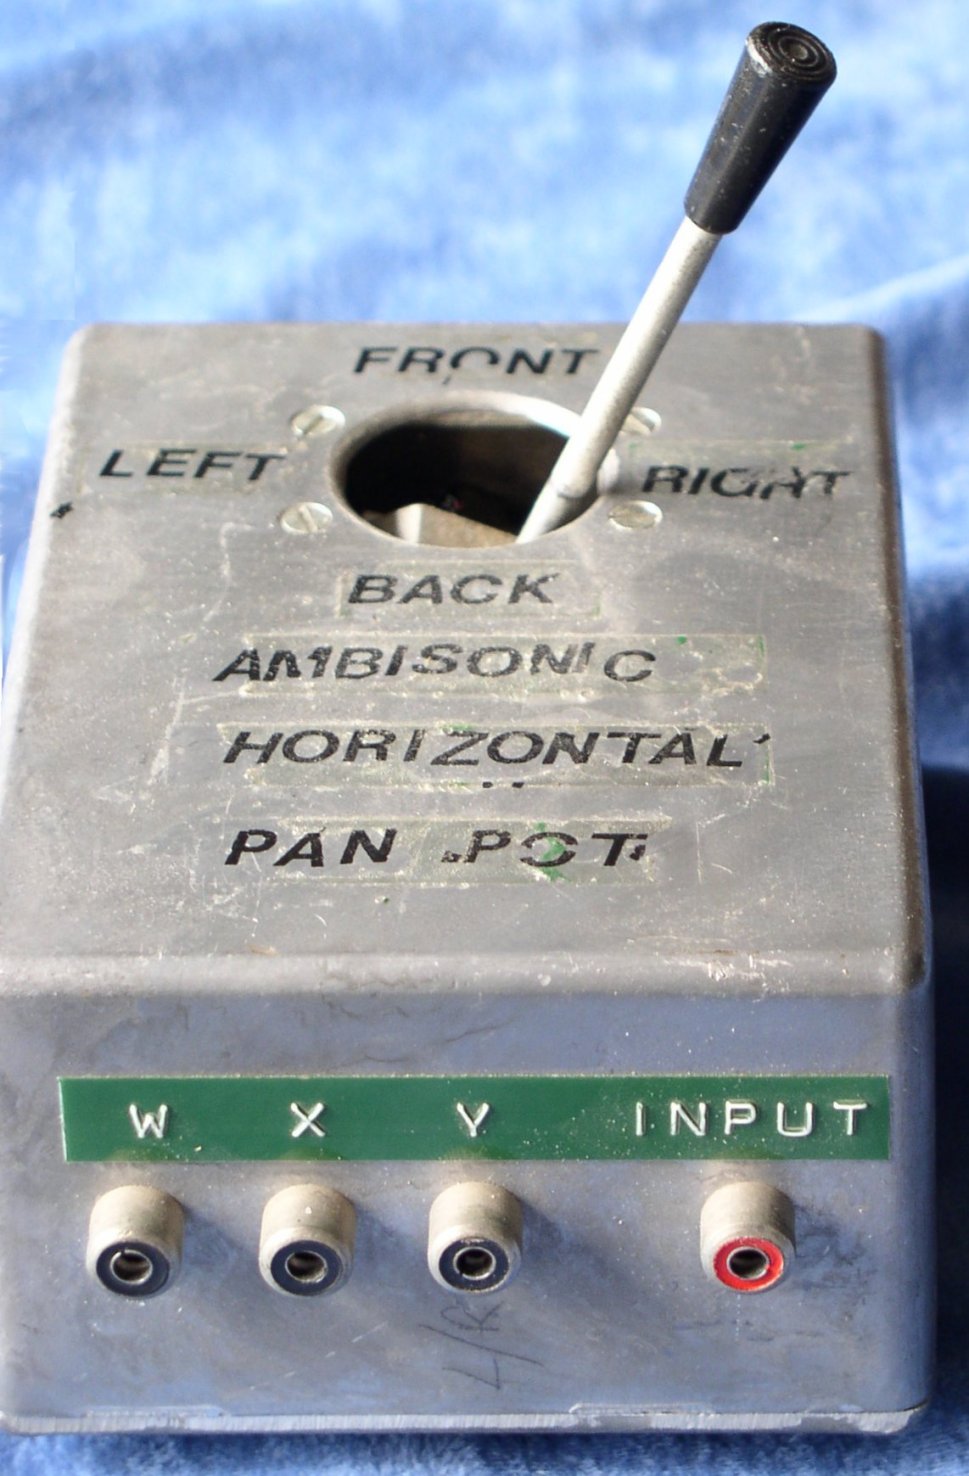 FRONT
LEFT RIGHT
BACK
AMBISONIC
HORIZONTAL
PAN POT
W X Y INPUT
L/R